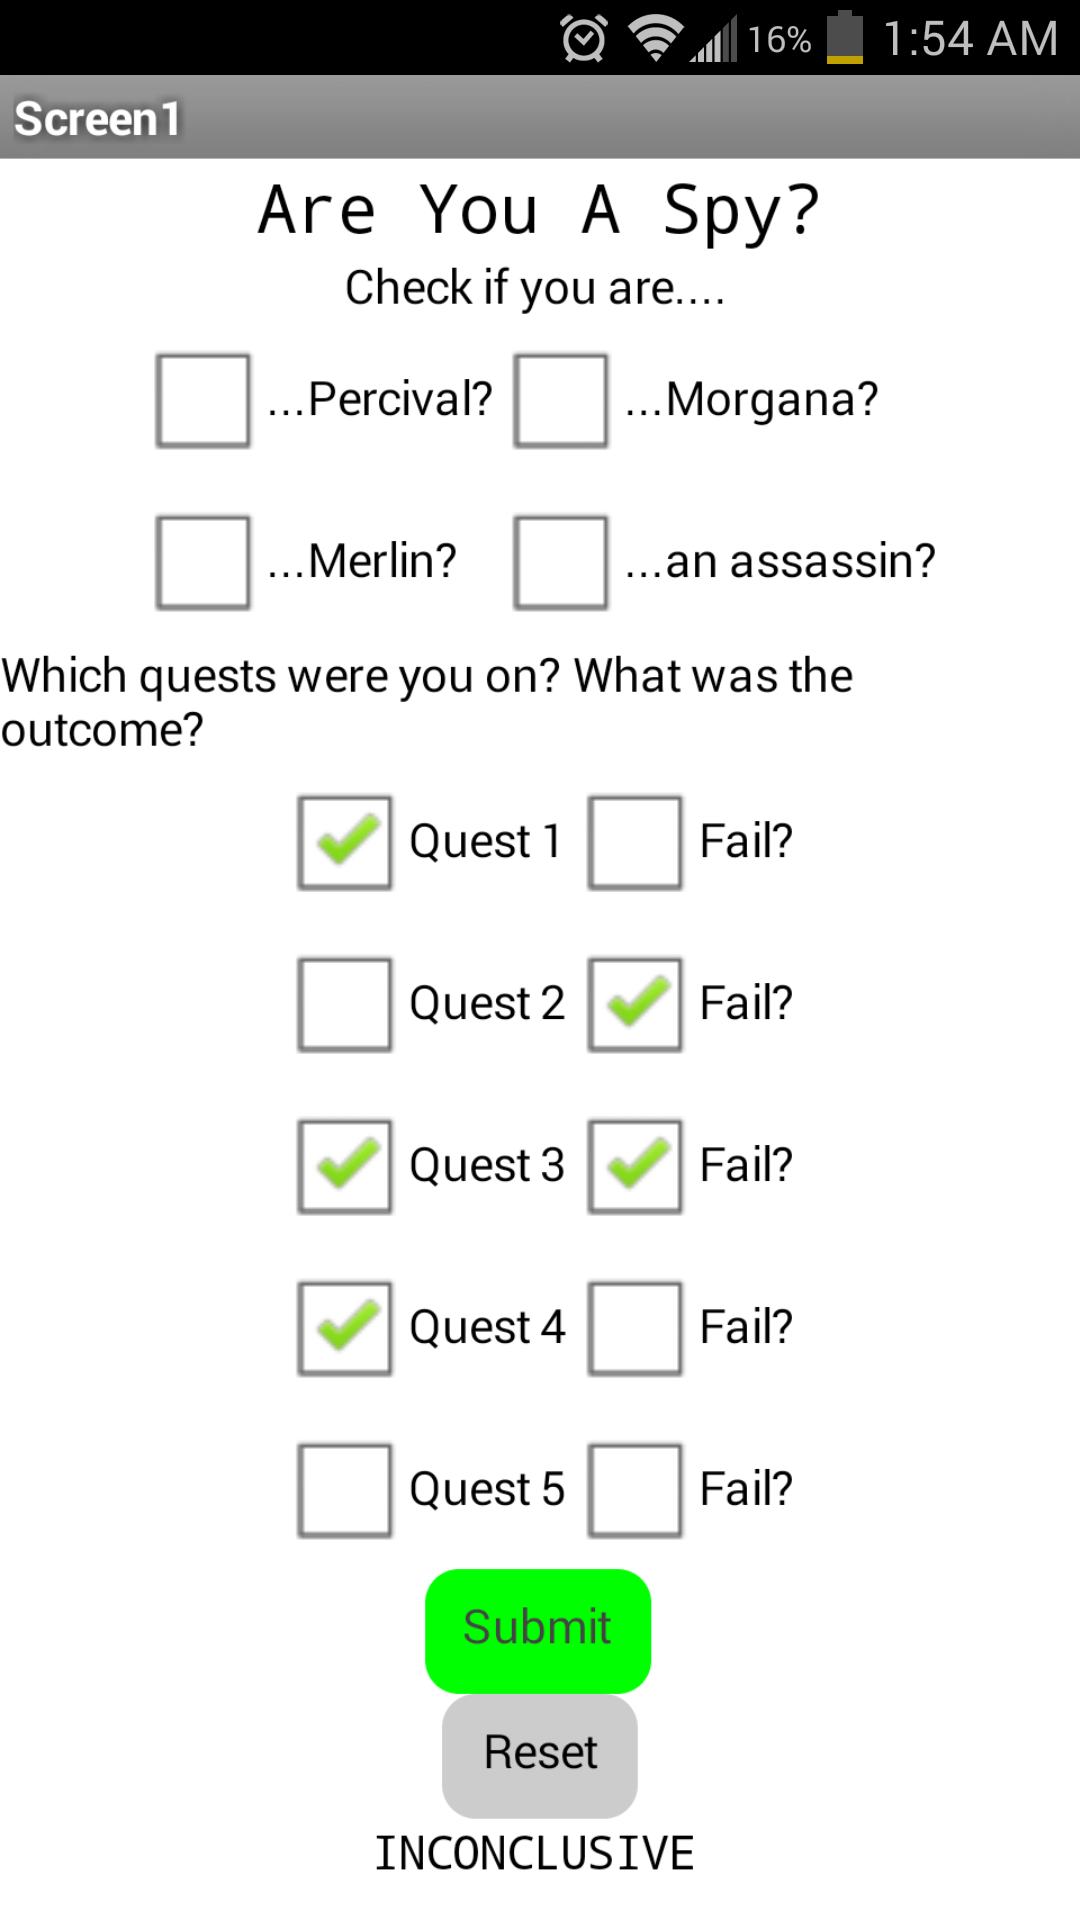 16% 1:54 AM
Screen1
Are You A Spy?
Check if you are....
...Percival? ...Morgana?
...Merlin? ...an assassin?
Which quests were you on? What was the
outcome?
Quest 1 Fail?
Quest 2 Fail?
Quest 3 Fail?
Quest 4 Fail?
Quest 5 Fail?
Submit
Reset
INCONCLUSIVE